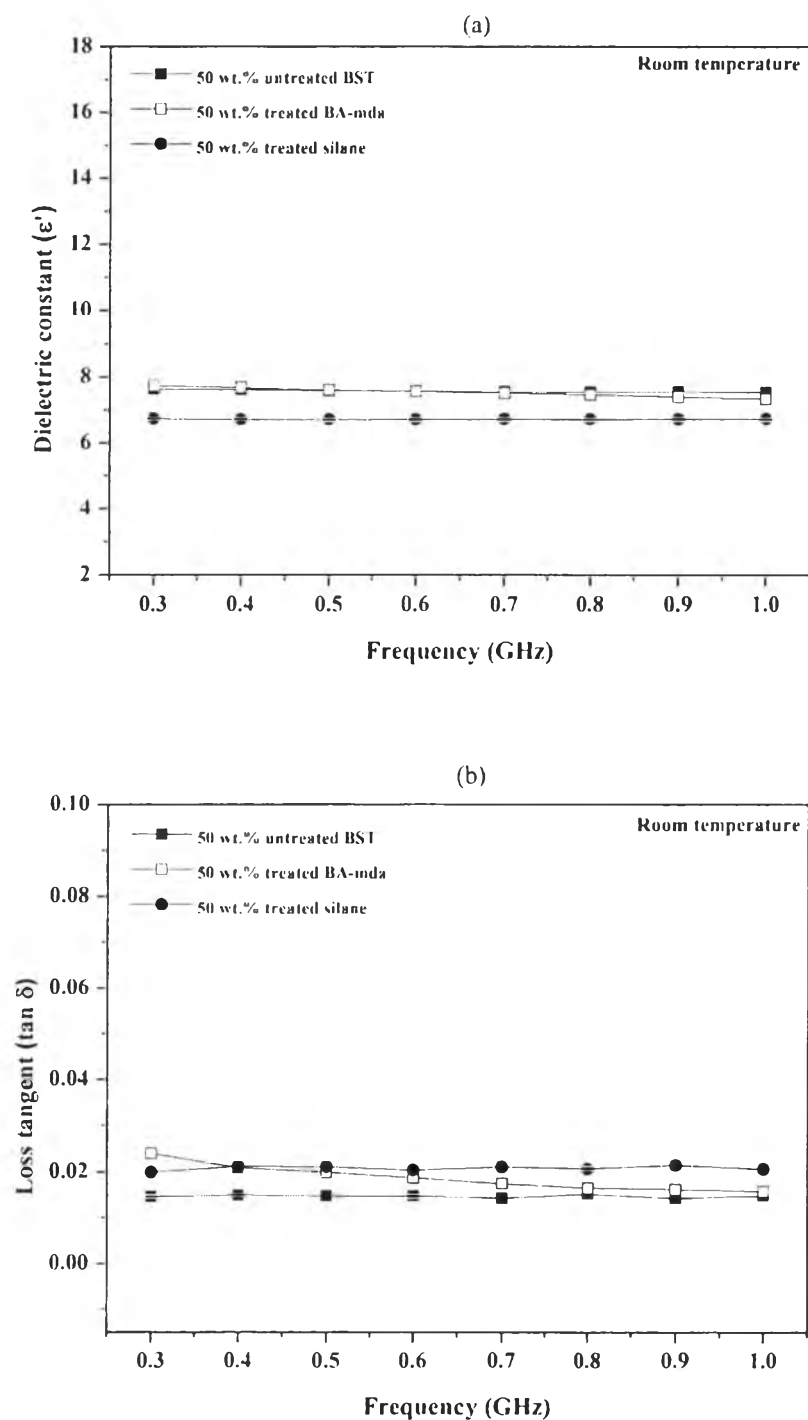 (a)
18
16
14
12
10
8
6
4
2
Dielectric constant (ε')
50 wt.% untreated BST
50 wt.% treated BA-mda
50 wt.% treated silane
Room temperature
0.3 0.4 0.5 0.6 0.7 0.8 0.9 1.0
Frequency (GHz)
(b)
0.10
0.08
0.06
0.04
0.02
0.00
Loss tangent (tan δ)
50 wt.% untreated BST
50 wt.% treated BA-mda
50 wt.% treated silane
Room temperature
0.3 0.4 0.5 0.6 0.7 0.8 0.9 1.0
Frequency (GHz)